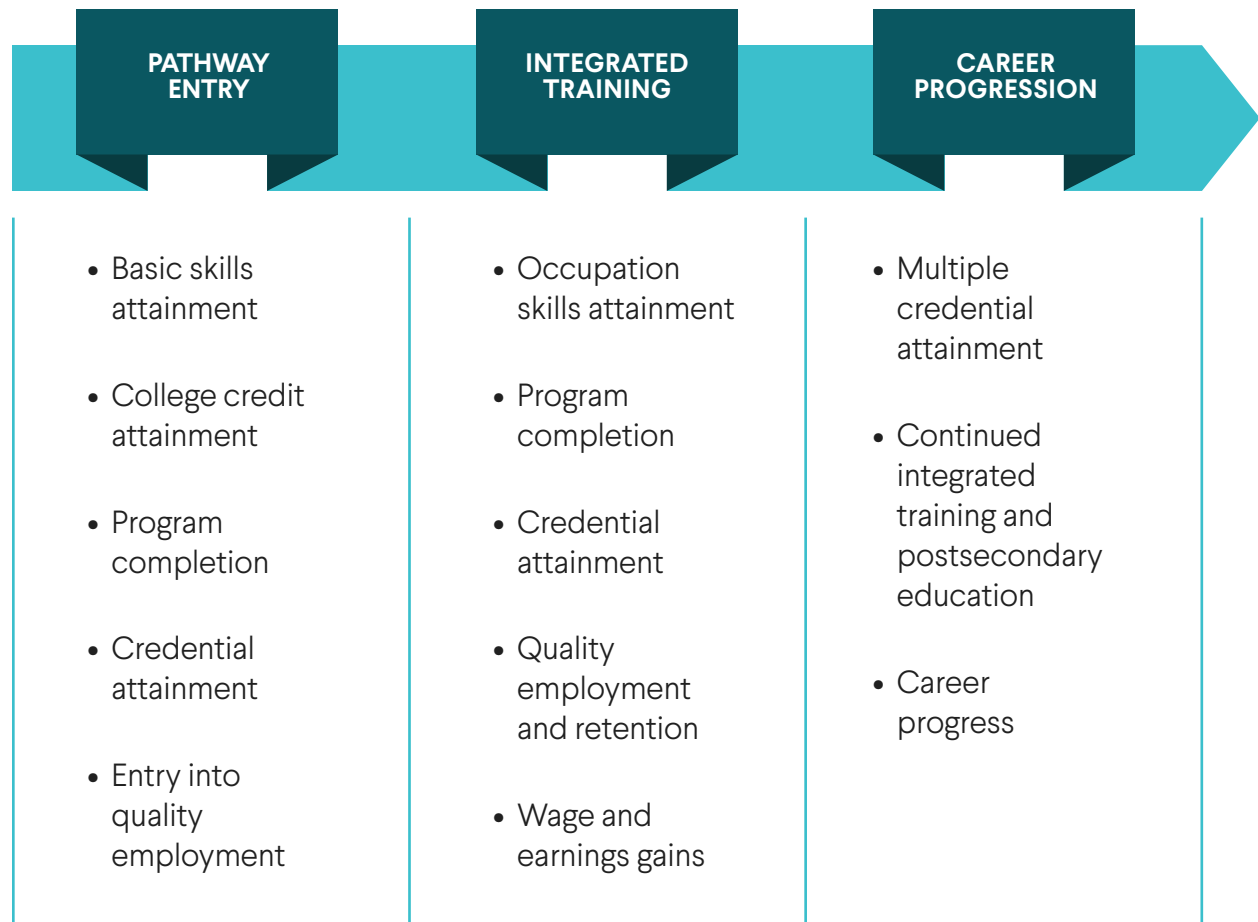 PATHWAY
ENTRY
• Basic skills
attainment
• College credit
attainment
• Program
completion
• Credential
attainment
• Entry into
quality
employment
INTEGRATED
TRAINING
• Occupation
skills attainment
• Program
completion
• Credential
attainment
• Quality
employment
and retention
• Wage and
earnings gains
CAREER
PROGRESSION
• Multiple
credential
attainment
• Continued
integrated
training and
postsecondary
education
• Career
progress